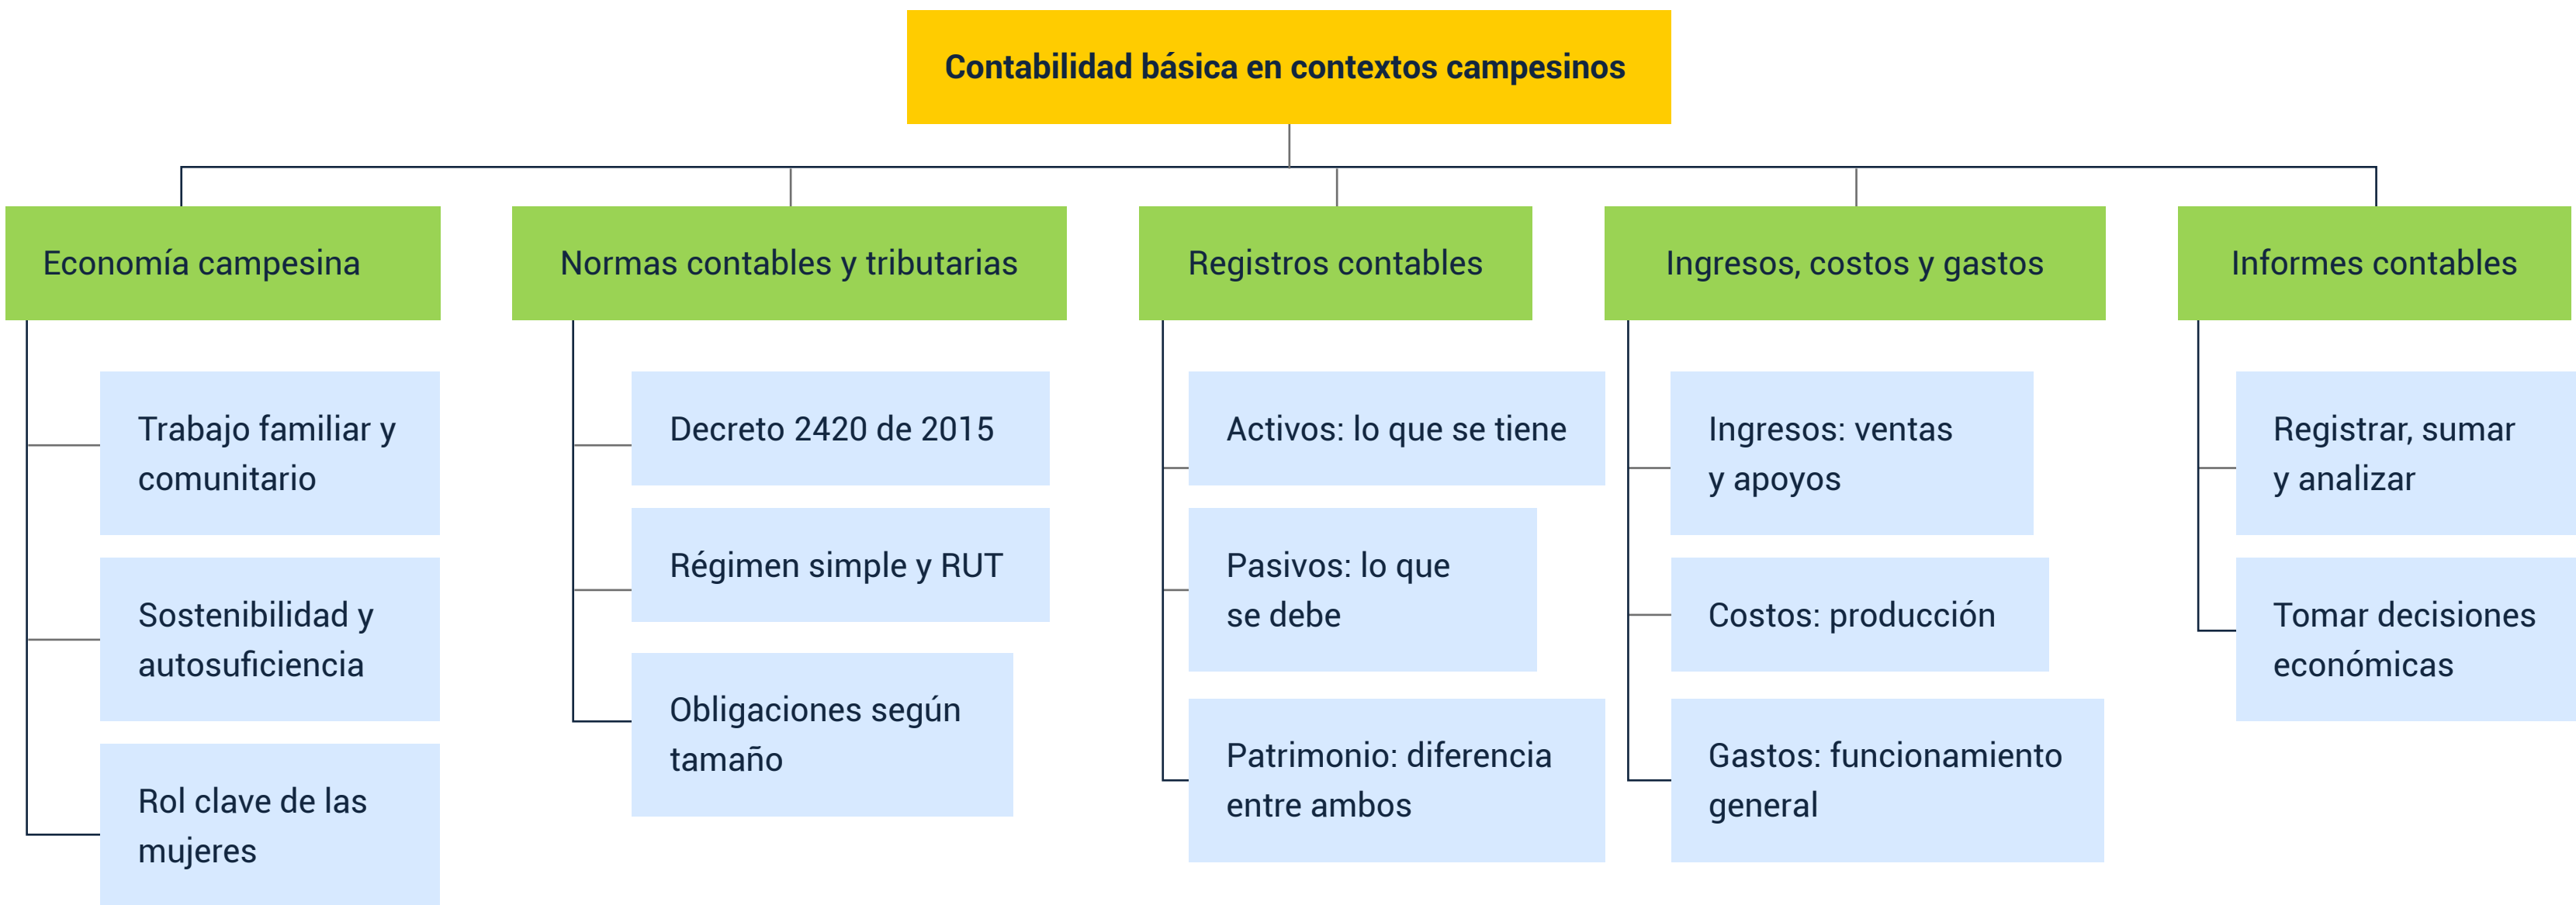 Contabilidad básica en contextos campesinos
Economía campesina
Trabajo familiar y
comunitario
Sostenibilidad y
autosuficiencia
Rol clave de las
mujeres
Normas contables y tributarias
Decreto 2420 de 2015
Régimen simple y RUT
Obligaciones según
tamaño
Registros contables
Activos: lo que se tiene
Pasivos: lo que
se debe
Patrimonio: diferencia
entre ambos
Ingresos, costos y gastos
Ingresos: ventas
y apoyos
Costos: producción
Gastos: funcionamiento
general
Informes contables
Registrar, sumar
y analizar
Tomar decisiones
económicas